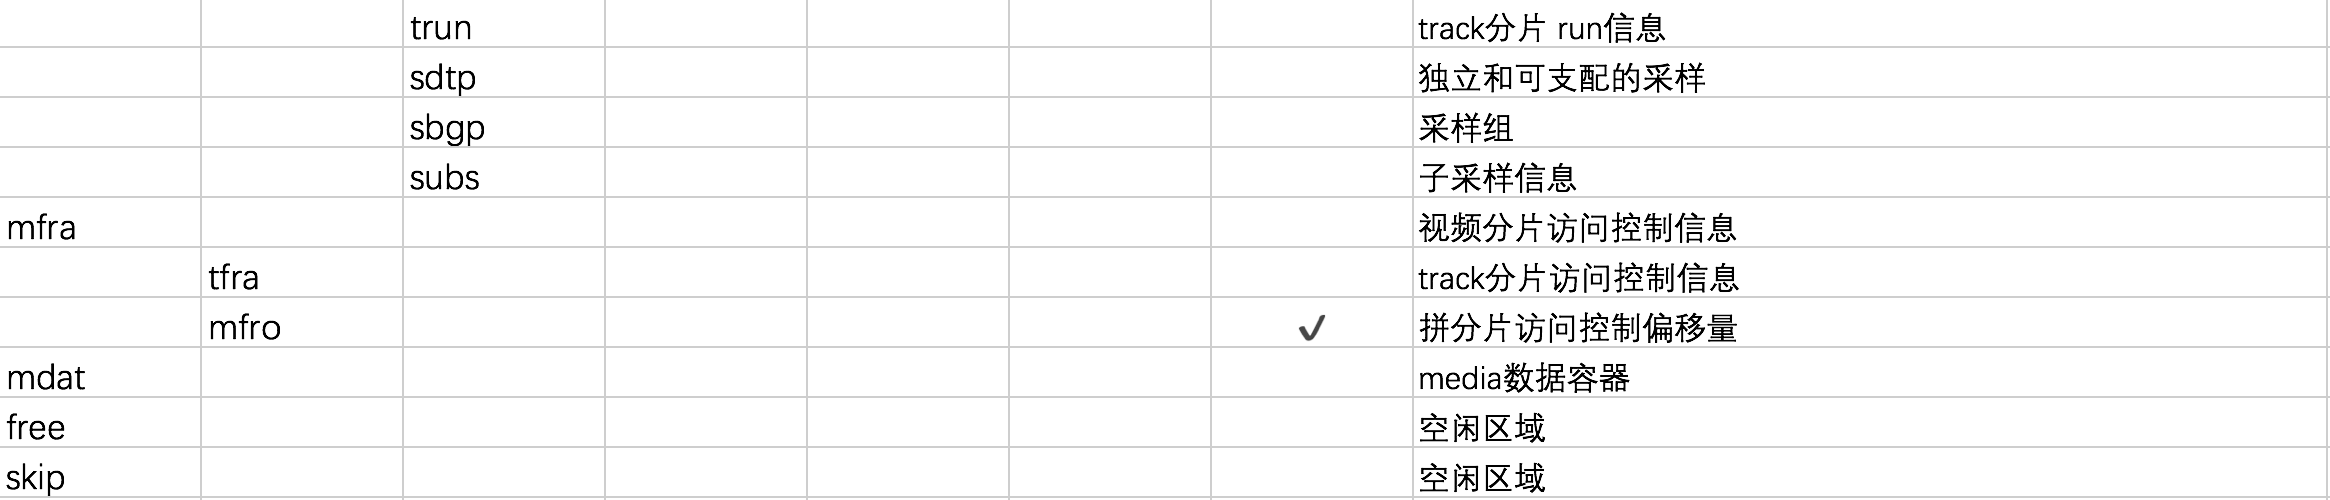 trun track分片 run信息
sdtp 独立和可支配的采样
sbgp 采样组
subs 子采样信息
mfra 视频分片访问控制信息
tfra track分片访问控制信息
mfro ✓ 拼分片访问控制偏移量
mdat media数据容器
free 空闲区域
skip 空闲区域